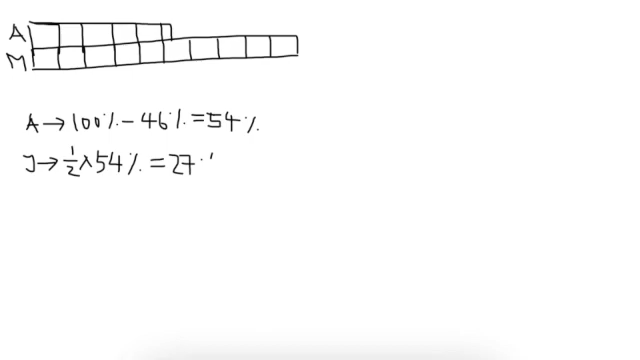 A
M
A → 100% - 46% = 54%
J → 1/2 × 54% = 27